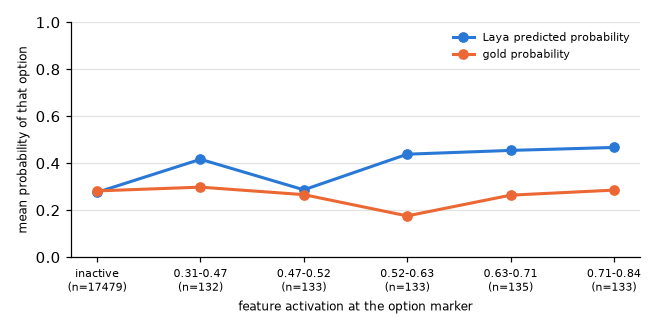 Laya predicted probability
gold probability
mean probability of that option
1.0
0.8
0.6
0.4
0.2
0.0
inactive
(n=17479)
0.31-0.47
(n=132)
0.47-0.52
(n=133)
0.52-0.63
(n=133)
0.63-0.71
(n=135)
0.71-0.84
(n=133)
feature activation at the option marker